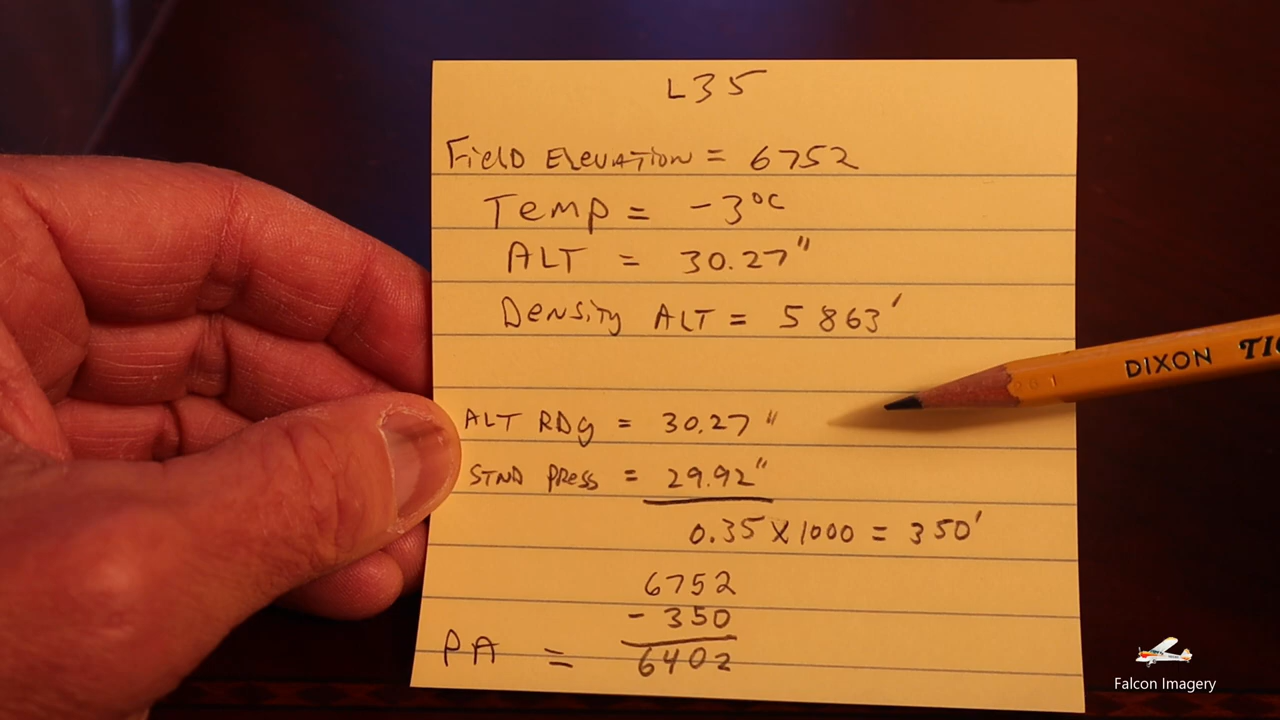 L35
Field Elevation = 6752
Temp = -3°C
ALT = 30.27"
Density ALT = 5863'
ALT RDg = 30.27"
STND PRess = 29.92"
0.35 X 1000 = 350'
6752
- 350
PA = 6402
DIXON
Falcon Imagery